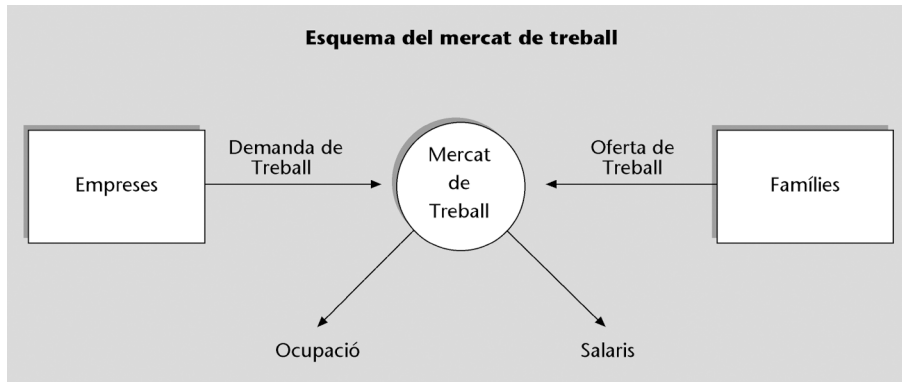 Esquema del mercat de treball
Empreses
Demanda de
Treball
Mercat
de
Treball
Oferta de
Treball
Famílies
Ocupació
Salaris